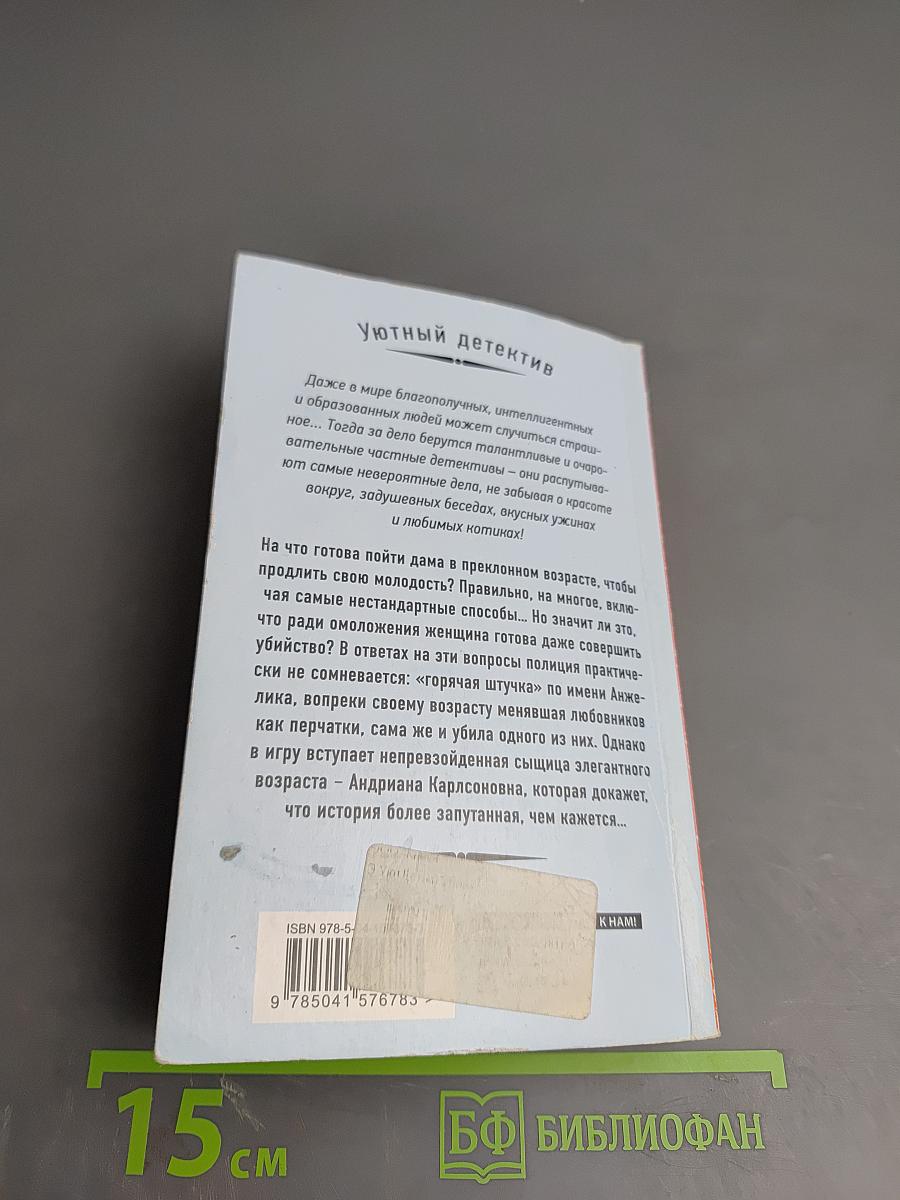 Уютный детектив
Даже в мире благополучных, интеллигентных
и образованных людей может случиться страш-
ное... Тогда за дело берутся талантливые и очаро-
вательные частные детективы – они распутыва-
ют самые невероятные дела, не забывая о красоте
вокруг, задушевных беседах, вкусных ужинах
и любимых котиках!
На что готова пойти дама в преклонном возрасте, чтобы
продлить свою молодость? Правильно, на многое, вклю-
чая самые нестандартные способы... Но значит ли это,
что ради омоложения женщина готова даже совершить
убийство? В ответах на эти вопросы полиция практиче-
ски не сомневается: «горячая штучка» по имени Анже-
лика, вопреки своему возрасту менявшая любовников
как перчатки, сама же и убила одного из них. Однако
в игру вступает непревзойденная сыщица элегантного
возраста – Андриана Карлсоновна, которая докажет,
что история более запутанная, чем кажется...
К НАМ!
ISBN 978-5-
9 785041 576783 >
15 см
БФ БИБЛИОФАН